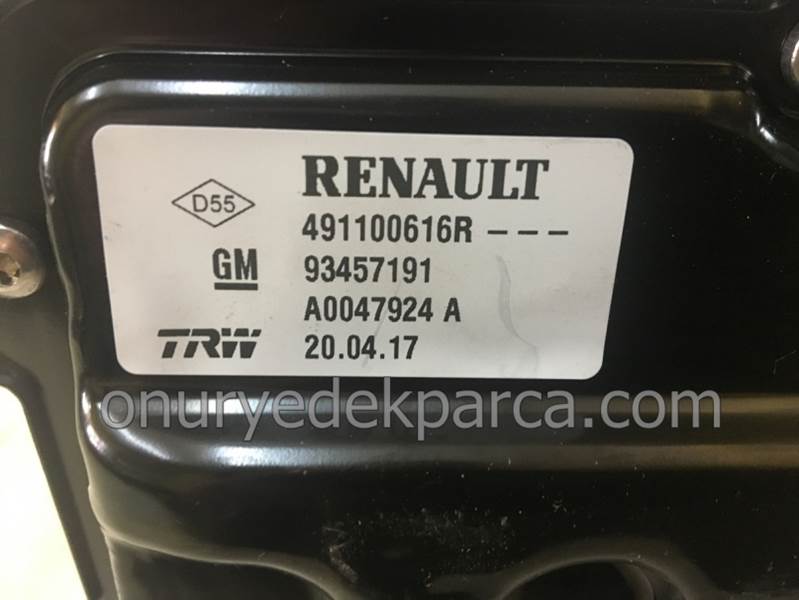 RENAULT
D55
491100616R - - -
GM 93457191
A0047924 A
TRW 20.04.17
onuryedekparca.com